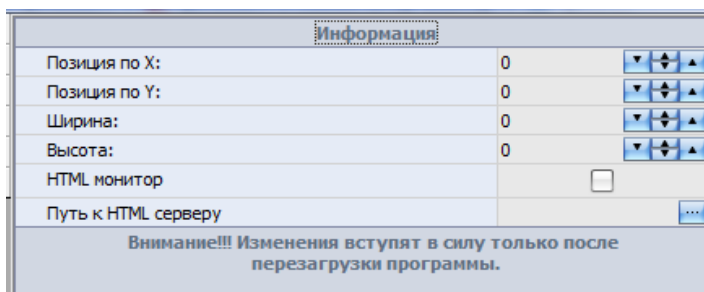 Информация
Позиция по X: 0
Позиция по Y: 0
Ширина: 0
Высота: 0
HTML монитор
Путь к HTML серверу ...
Внимание!!! Изменения вступят в силу только после
перезагрузки программы.